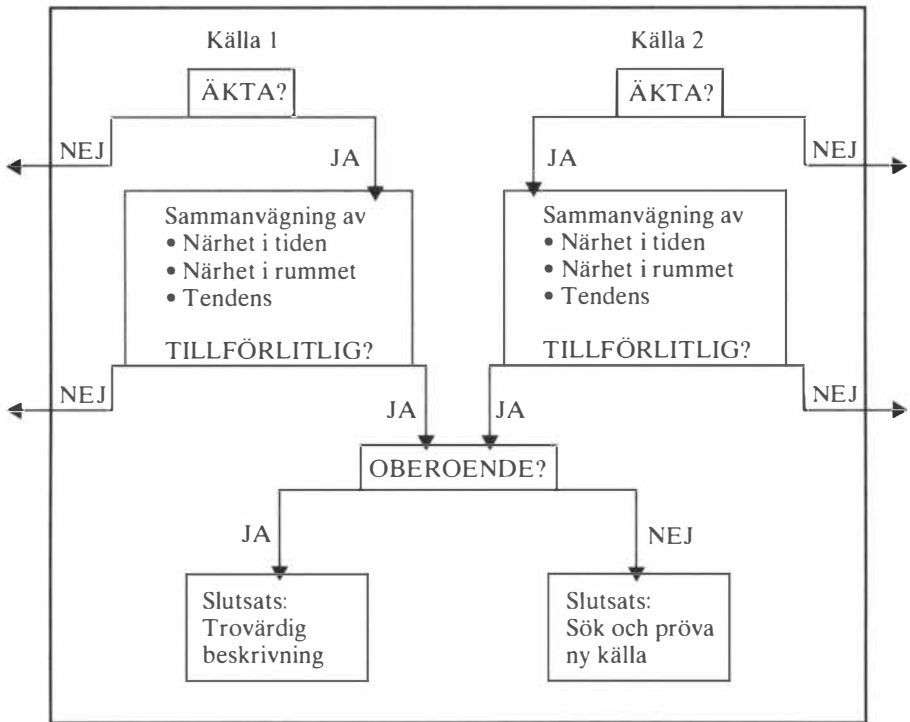 Källa 1
Källa 2
ÄKTA?
ÄKTA?
NEJ
JA
JA
NEJ
Sammanvägning av
• Närhet i tiden
• Närhet i rummet
• Tendens
TILLFÖRLITLIG?
Sammanvägning av
• Närhet i tiden
• Närhet i rummet
• Tendens
TILLFÖRLITLIG?
NEJ
JA
JA
NEJ
OBEROENDE?
JA
NEJ
Slutsats:
Trovärdig
beskrivning
Slutsats:
Sök och pröva
ny källa